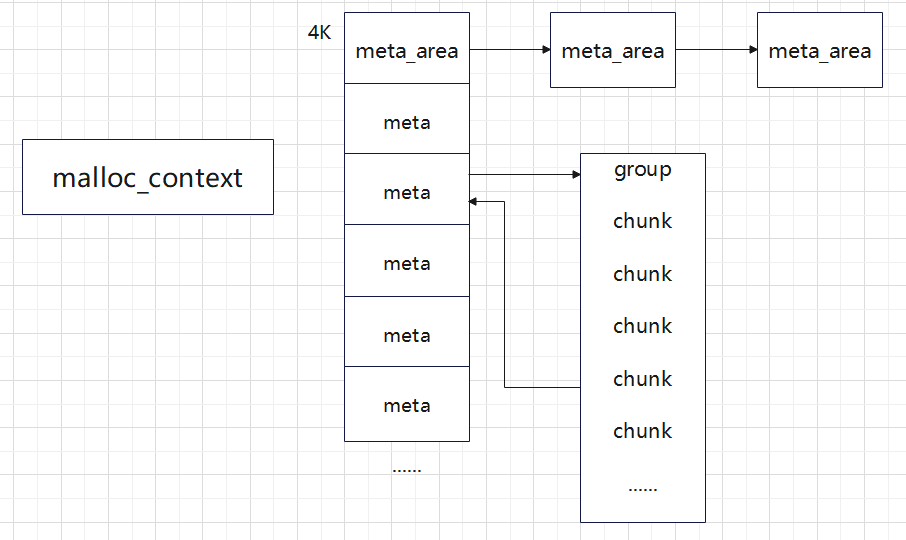 4K
meta_area
meta_area
meta_area
meta
malloc_context
meta
meta
meta
meta
......
group
chunk
chunk
chunk
chunk
chunk
......